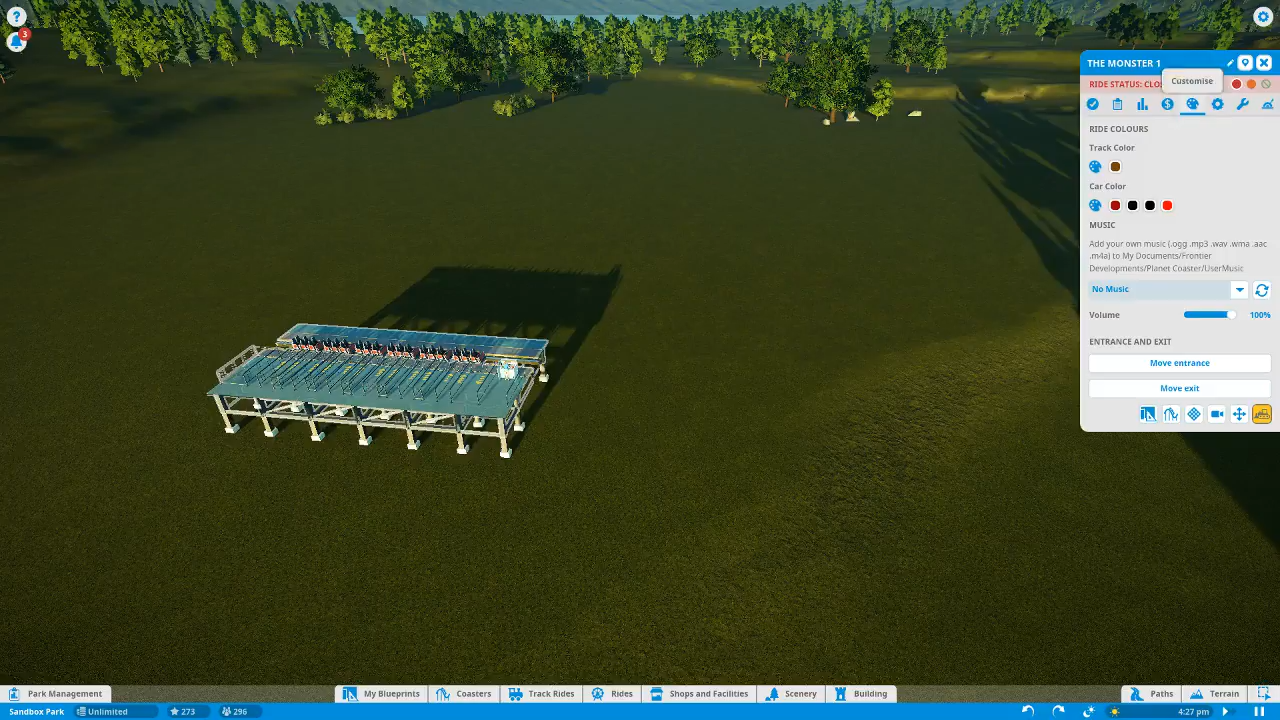 ?
3
THE MONSTER 1
RIDE STATUS: CLO
Customise
RIDE COLOURS
Track Color
Car Color
MUSIC
Add your own music (.ogg .mp3 .wav .wma .aac
.m4a) to My Documents/Frontier
Developments/Planet Coaster/UserMusic
No Music
Volume 100%
ENTRANCE AND EXIT
Move entrance
Move exit
Park Management My Blueprints Coasters Track Rides Rides Shops and Facilities Scenery Building Paths Terrain
Sandbox Park Unlimited 273 296 4:27 pm